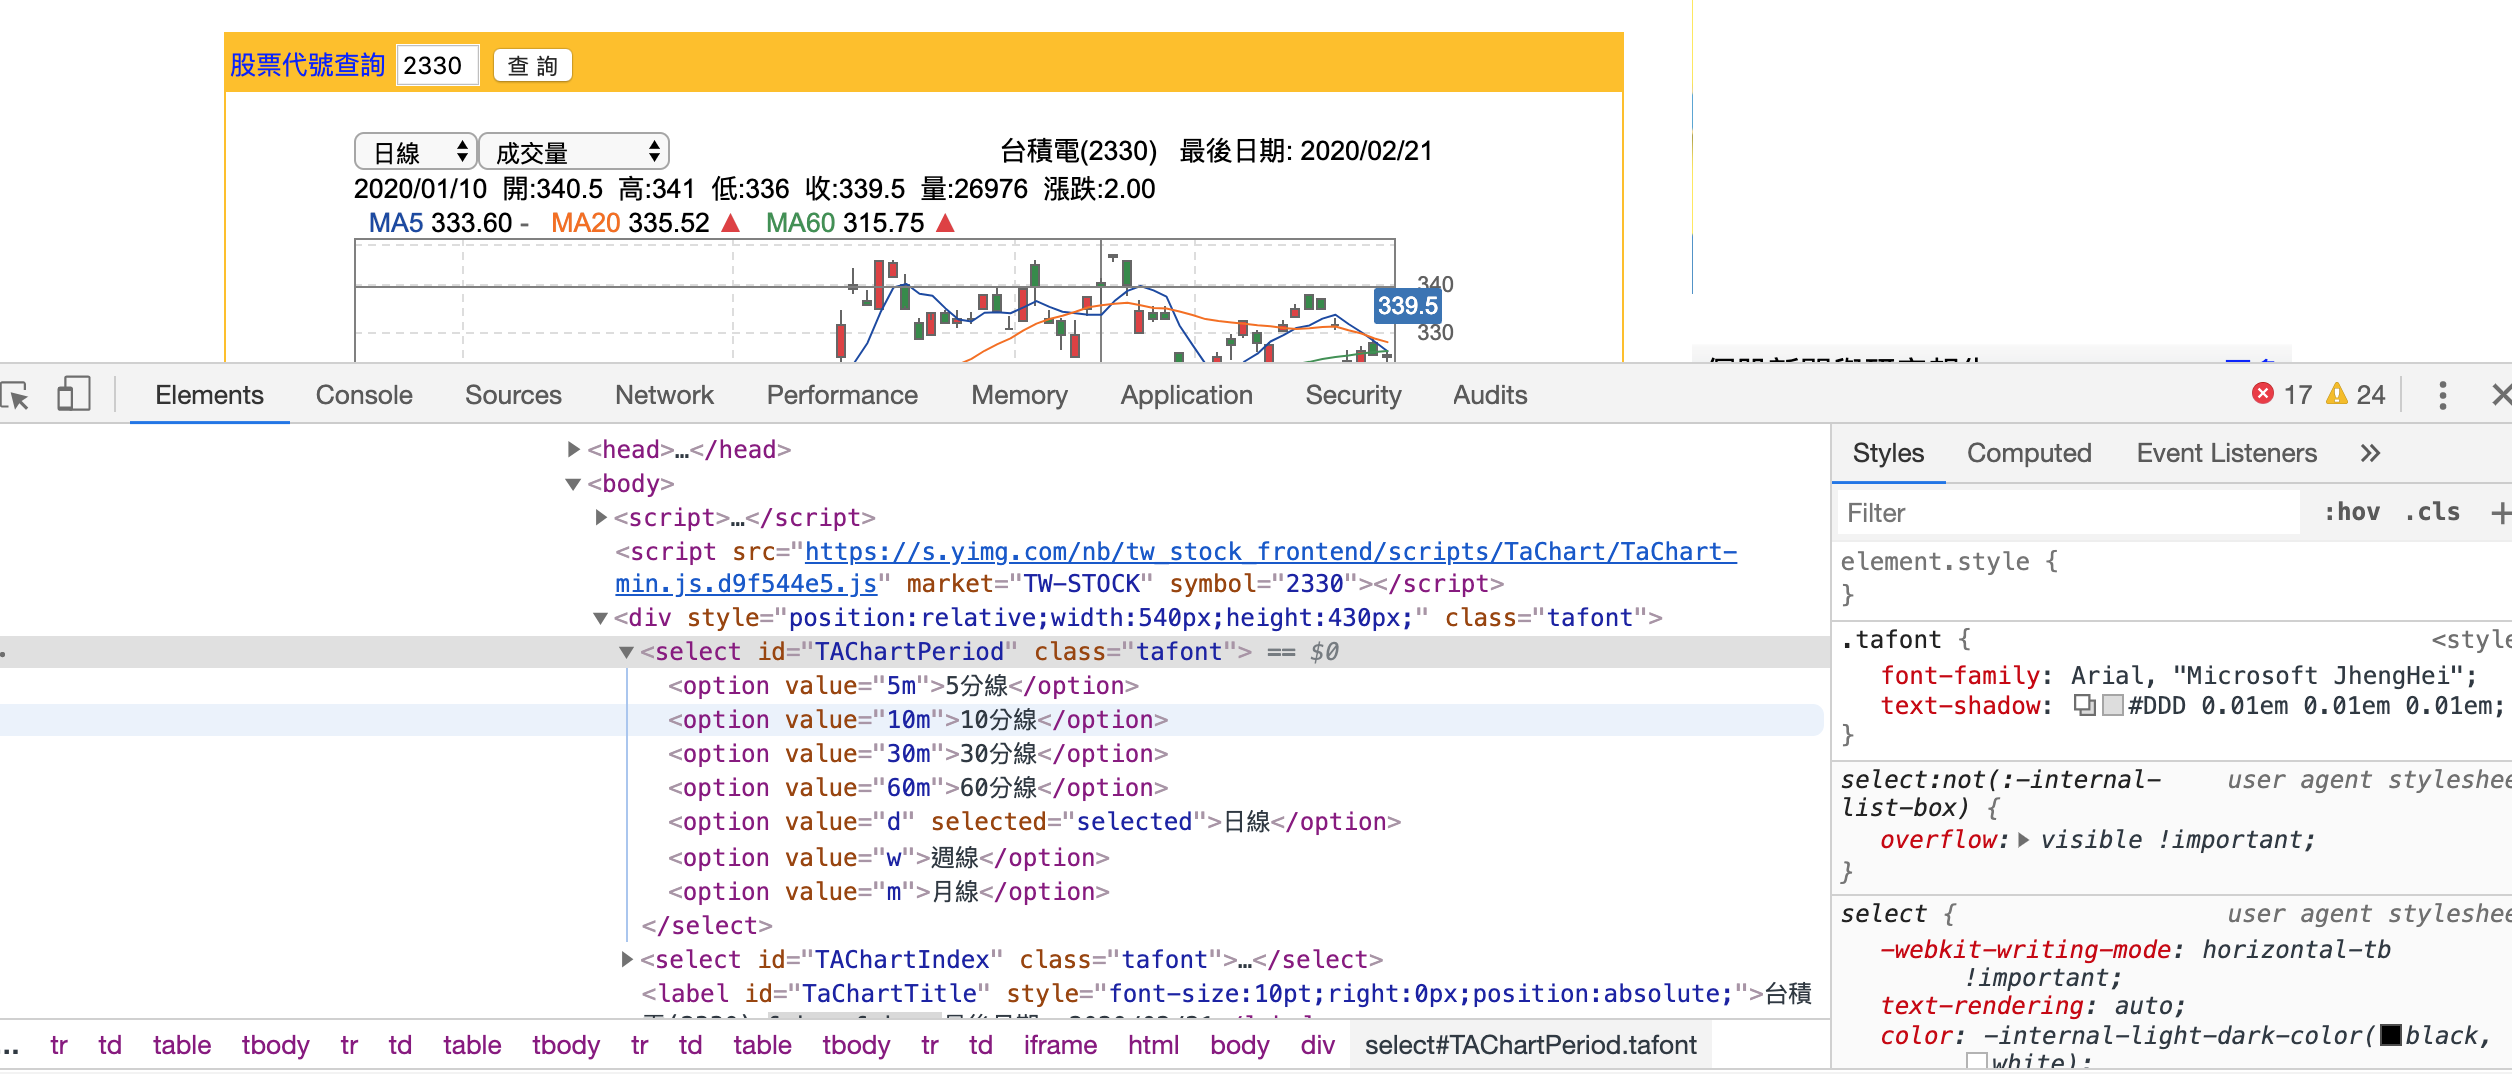 股票代號查詢 2330 查 詢
日線 成交量 台積電(2330) 最後日期: 2020/02/21
2020/01/10 開:340.5 高:341 低:336 收:339.5 量:26976 漲跌:2.00
MA5 333.60 - MA20 335.52 ▲ MA60 315.75 ▲
340
339.5
330
Elements Console Sources Network Performance Memory Application Security Audits 17 24
<head>…</head>
<body>
<script>…</script>
<script src="https://s.yimg.com/nb/tw_stock_frontend/scripts/TaChart/TaChart-
min.js.d9f544e5.js" market="TW-STOCK" symbol="2330"></script>
<div style="position:relative;width:540px;height:430px;" class="tafont">
<select id="TAChartPeriod" class="tafont"> == $0
<option value="5m">5分線</option>
<option value="10m">10分線</option>
<option value="30m">30分線</option>
<option value="60m">60分線</option>
<option value="d" selected="selected">日線</option>
<option value="w">週線</option>
<option value="m">月線</option>
</select>
<select id="TAChartIndex" class="tafont">…</select>
<label id="TaChartTitle" style="font-size:10pt;right:0px;position:absolute;">台積
… tr td table tbody tr td table tbody tr td table tbody tr td iframe html body div select#TAChartPeriod.tafont
Styles Computed Event Listeners »
Filter :hov .cls +
element.style {
}
.tafont { <style
font-family: Arial, "Microsoft JhengHei";
text-shadow: #DDD 0.01em 0.01em 0.01em;
}
select:not(:-internal- user agent styleshee
list-box) {
overflow: visible !important;
}
select { user agent styleshee
-webkit-writing-mode: horizontal-tb
!important;
text-rendering: auto;
color: -internal-light-dark-color(black,
white);